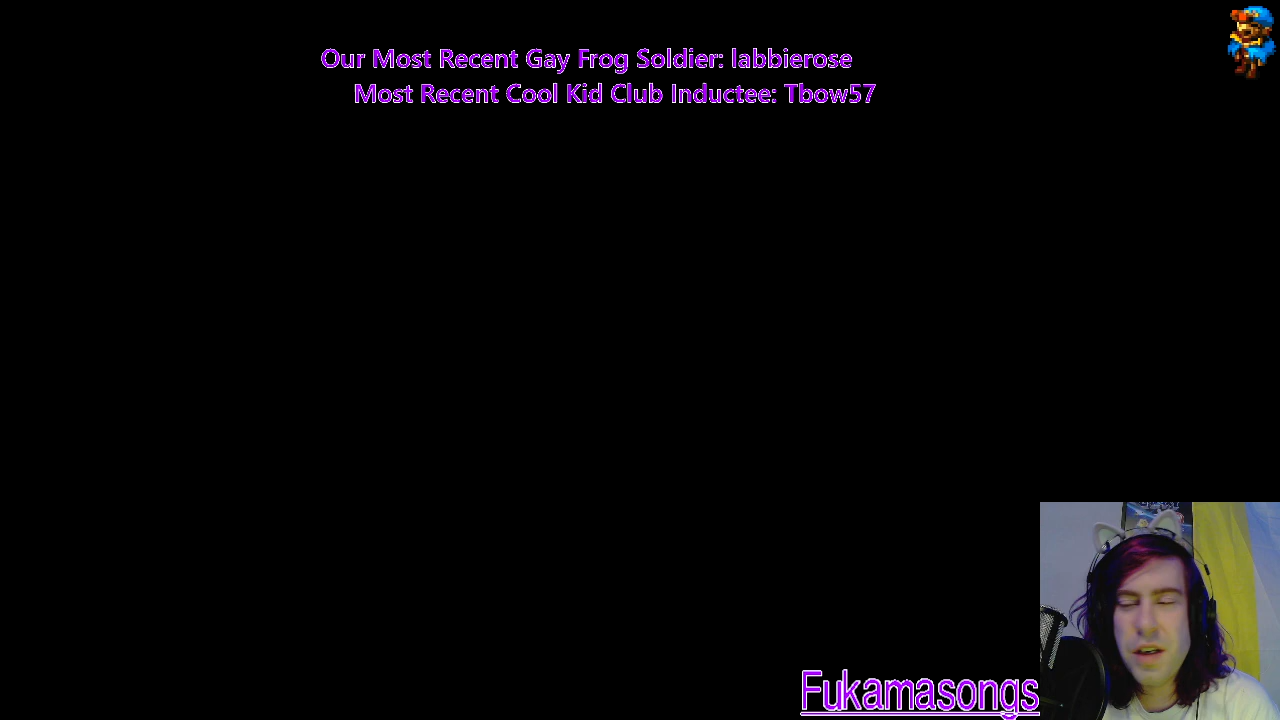 Our Most Recent Gay Frog Soldier: labbierose
Most Recent Cool Kid Club Inductee: Tbow57
Fukamasongs